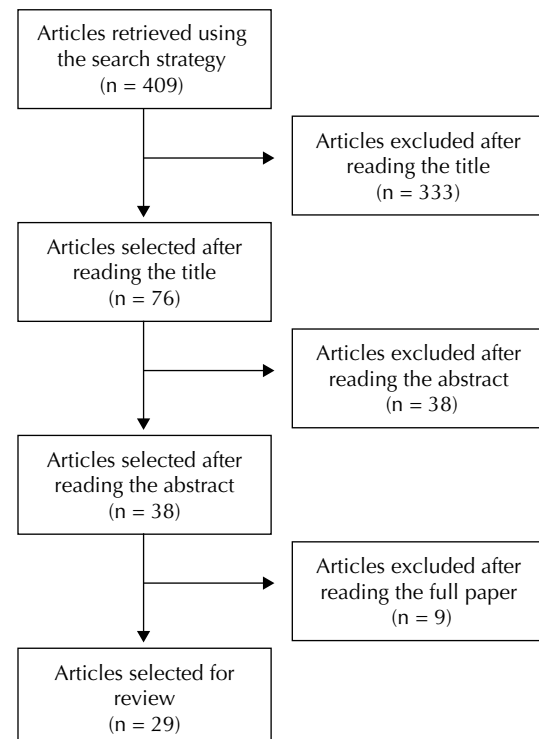 Articles retrieved using
the search strategy
(n = 409)
Articles excluded after
reading the title
(n = 333)
Articles selected after
reading the title
(n = 76)
Articles excluded after
reading the abstract
(n = 38)
Articles selected after
reading the abstract
(n = 38)
Articles excluded after
reading the full paper
(n = 9)
Articles selected for
review
(n = 29)